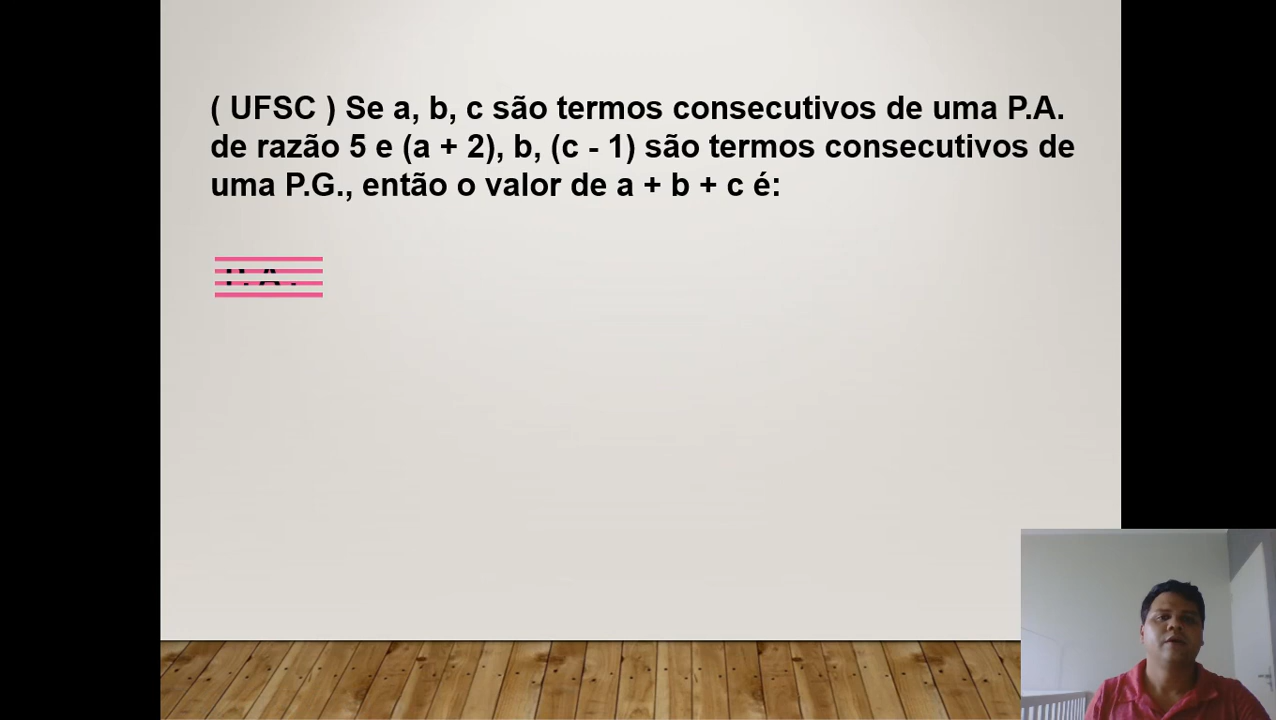 ( UFSC ) Se a, b, c são termos consecutivos de uma P.A.
de razão 5 e (a + 2), b, (c - 1) são termos consecutivos de
uma P.G., então o valor de a + b + c é: